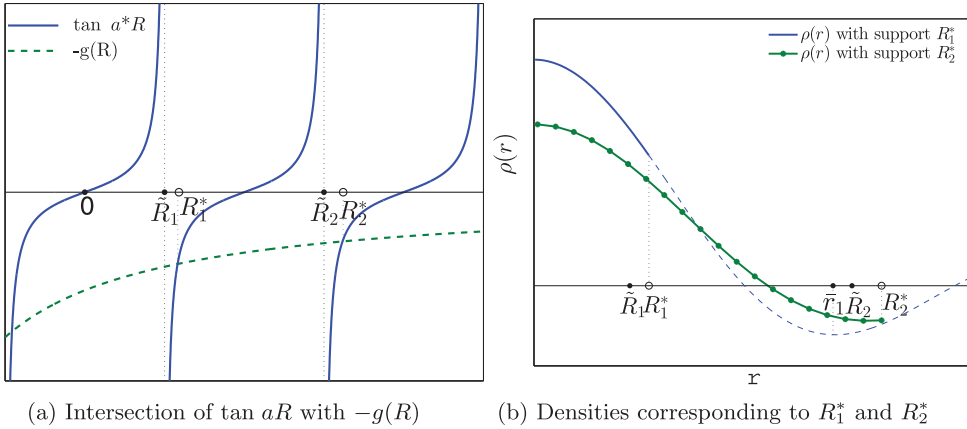 tan a*R
-g(R)
0
R̃₁ R₁*
R̃₂ R₂*
(a) Intersection of tan aR with −g(R)
ρ(r) with support R₁*
ρ(r) with support R₂*
ρ(r)
R̃₁ R₁*
r̅₁ R̃₂ R₂*
r
(b) Densities corresponding to R₁* and R₂*